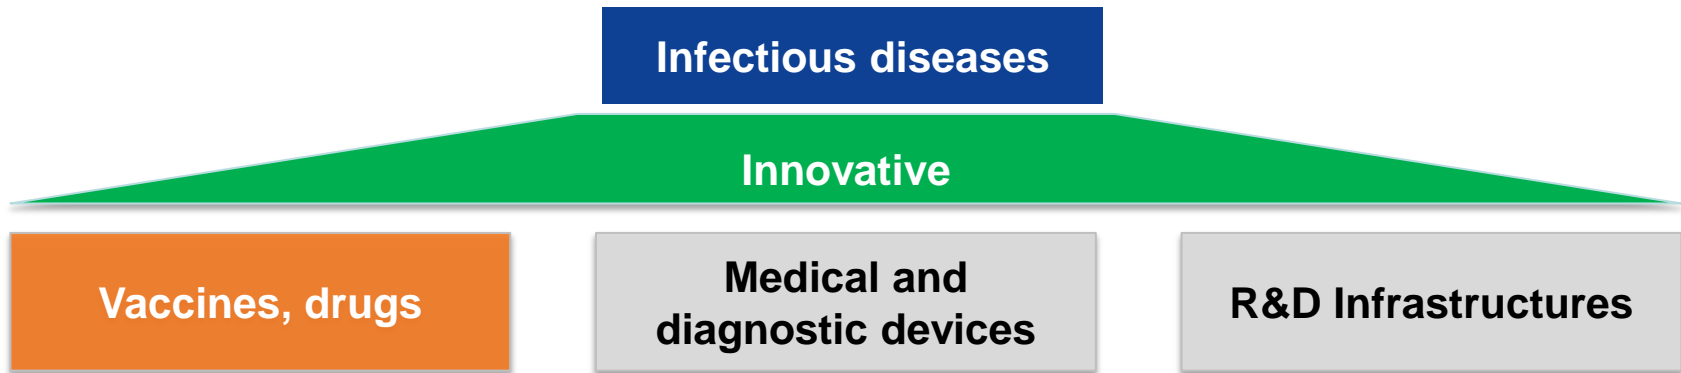 Infectious diseases
Innovative
Vaccines, drugs
Medical and
diagnostic devices
R&D Infrastructures